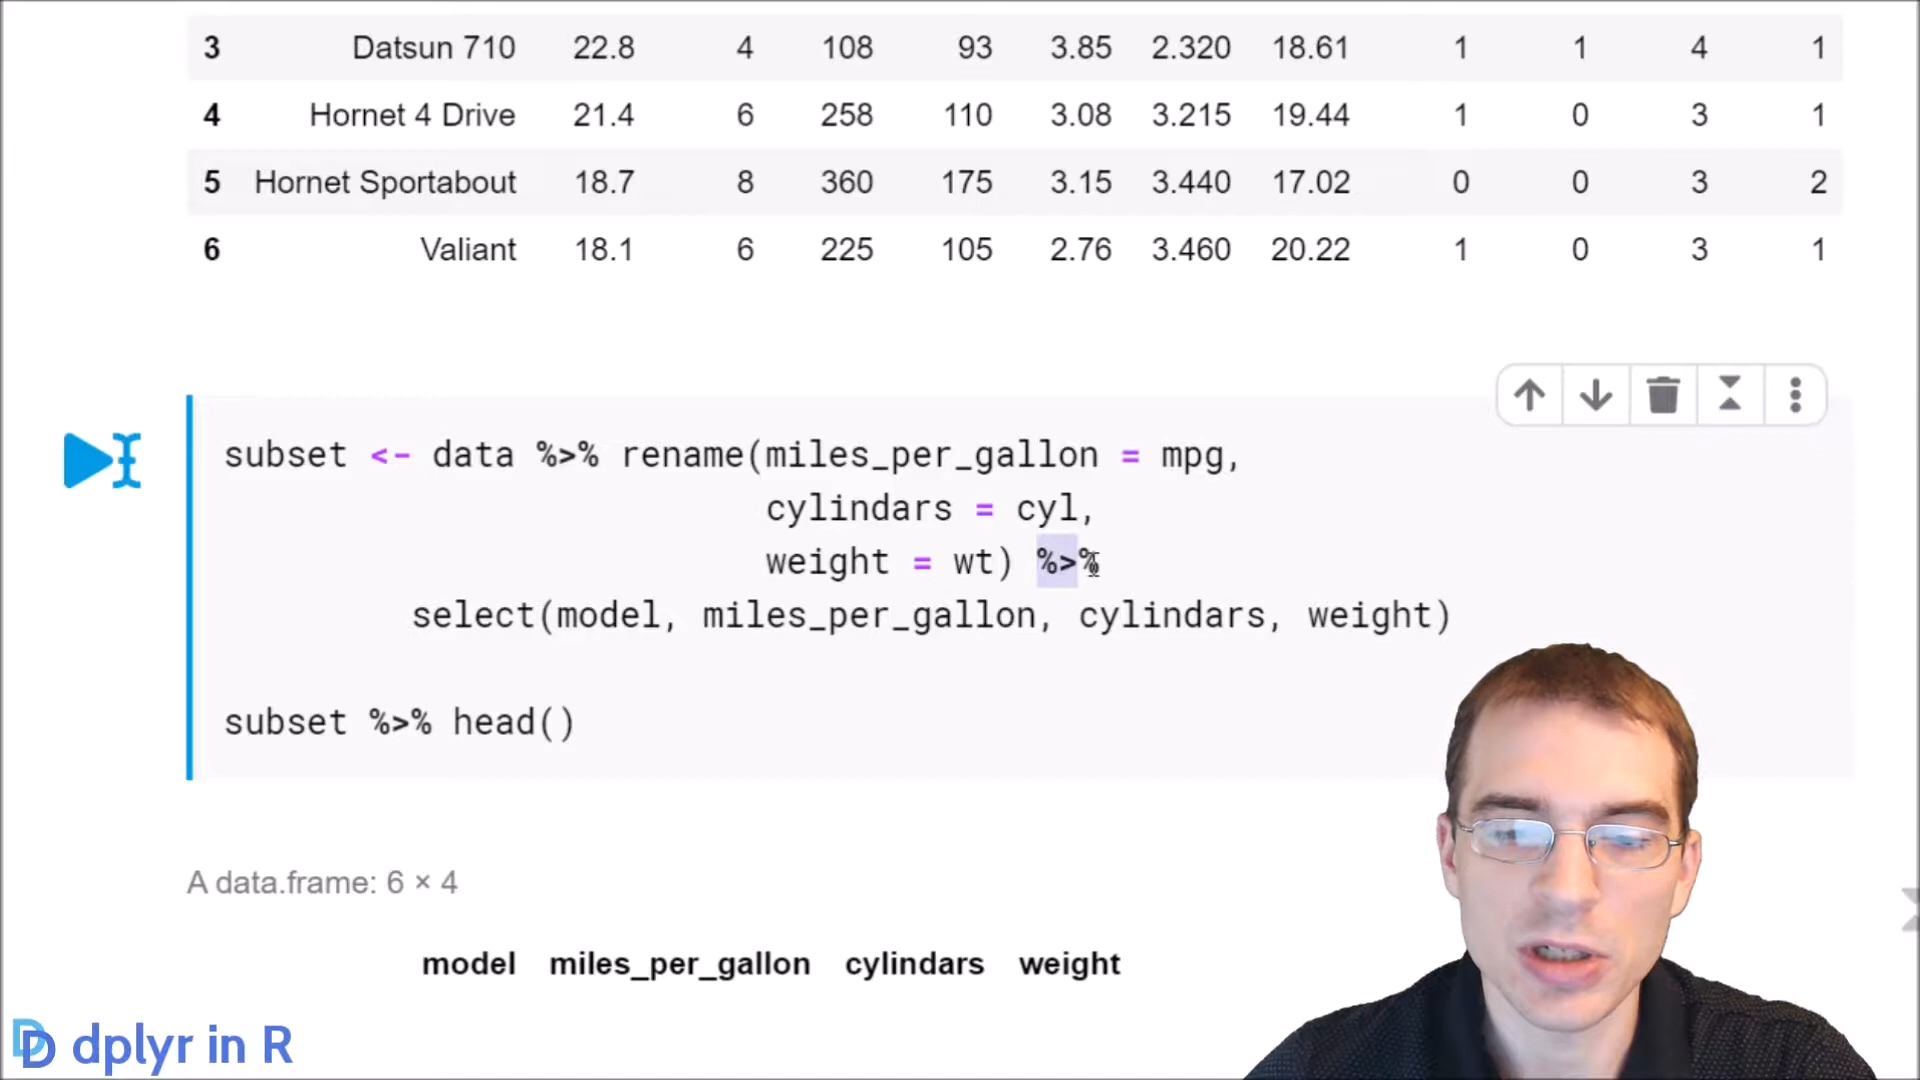 3 Datsun 710 22.8 4 108 93 3.85 2.320 18.61 1 1 4 1
4 Hornet 4 Drive 21.4 6 258 110 3.08 3.215 19.44 1 0 3 1
5 Hornet Sportabout 18.7 8 360 175 3.15 3.440 17.02 0 0 3 2
6 Valiant 18.1 6 225 105 2.76 3.460 20.22 1 0 3 1
subset <- data %>% rename(miles_per_gallon = mpg,
cylindars = cyl,
weight = wt) %>%
select(model, miles_per_gallon, cylindars, weight)
subset %>% head()
A data.frame: 6 × 4
model miles_per_gallon cylindars weight
dplyr in R